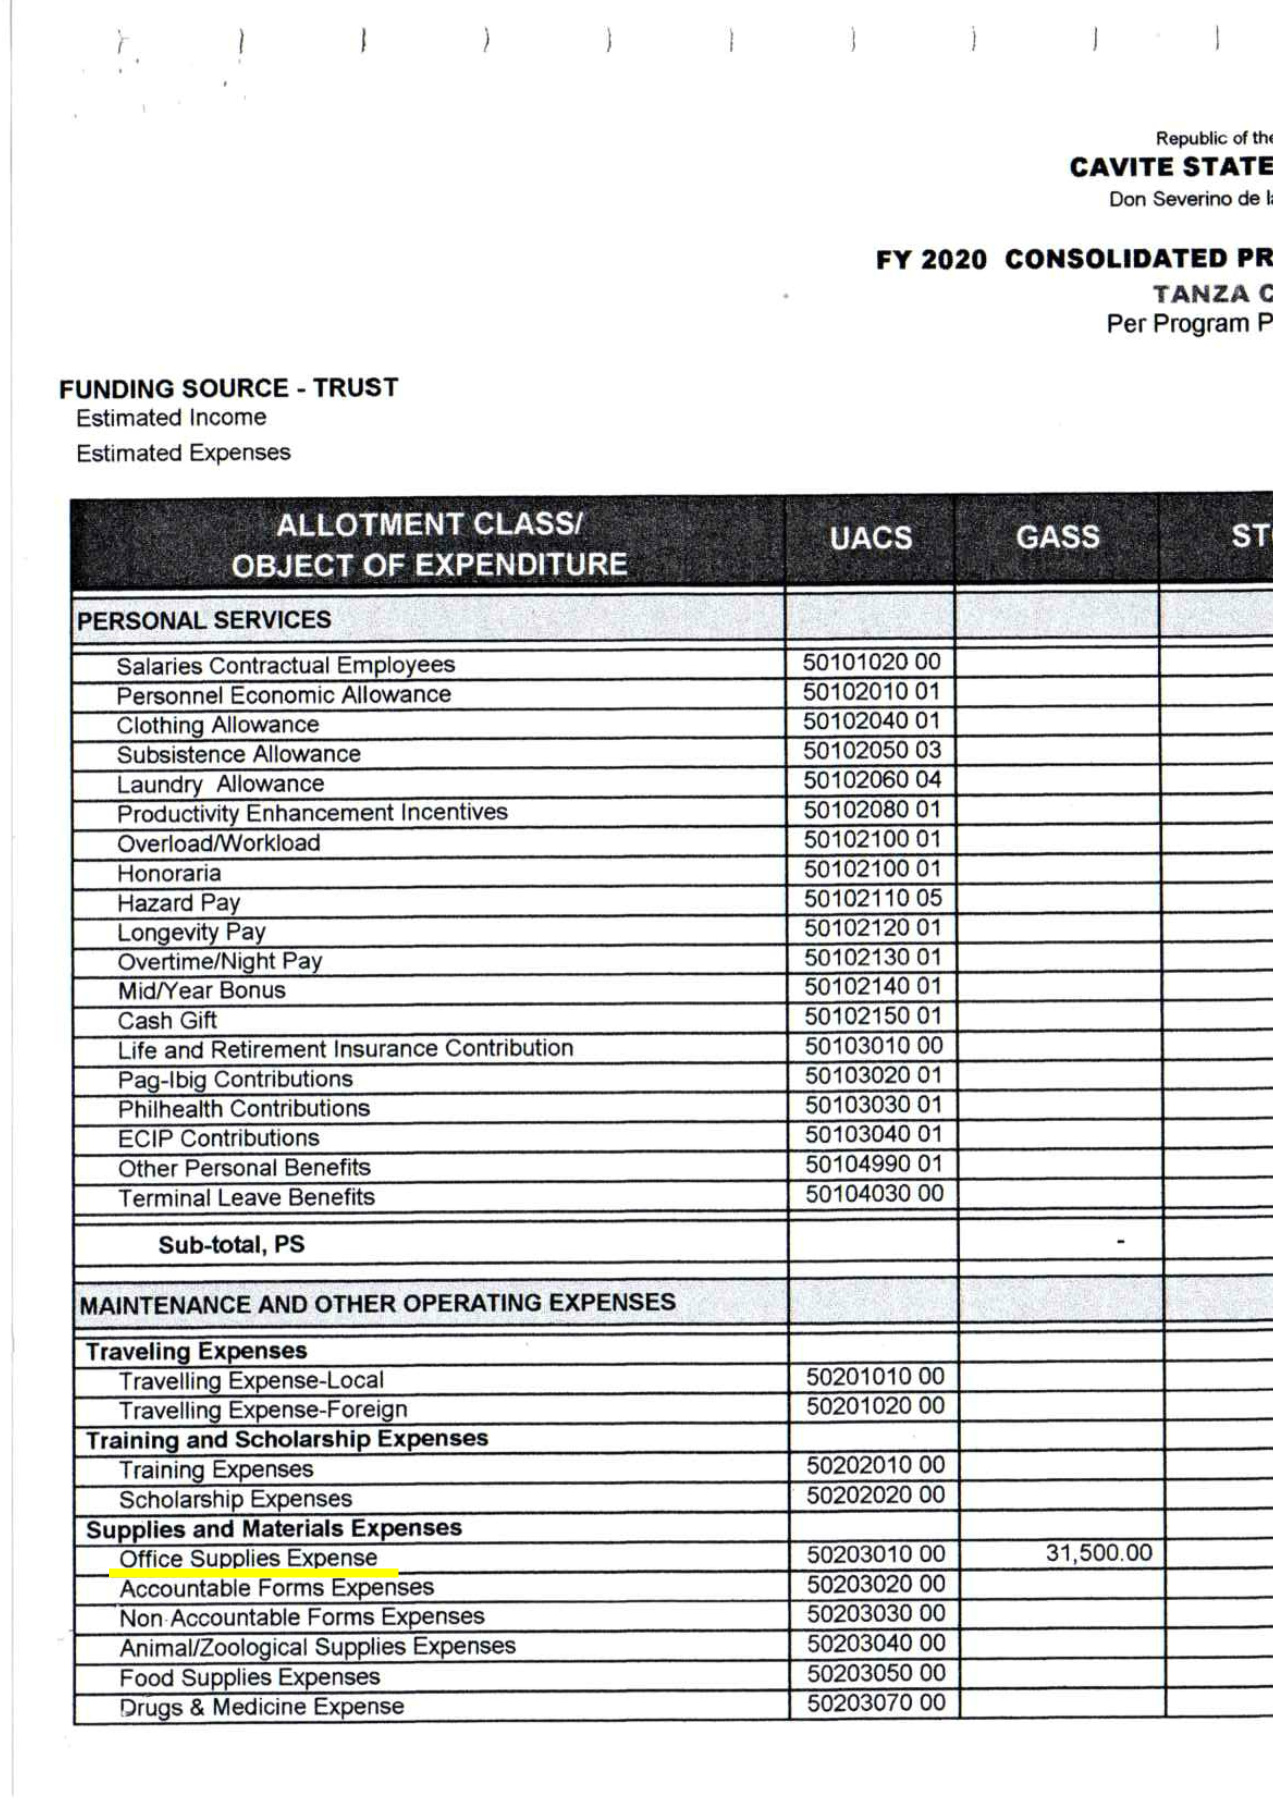 Republic of the
CAVITE STATE
Don Severino de la
FY 2020 CONSOLIDATED PR
TANZA C
Per Program P
FUNDING SOURCE - TRUST
Estimated Income
Estimated Expenses
ALLOTMENT CLASS/
OBJECT OF EXPENDITURE UACS GASS ST
PERSONAL SERVICES
Salaries Contractual Employees 50101020 00
Personnel Economic Allowance 50102010 01
Clothing Allowance 50102040 01
Subsistence Allowance 50102050 03
Laundry Allowance 50102060 04
Productivity Enhancement Incentives 50102080 01
Overload/Workload 50102100 01
Honoraria 50102100 01
Hazard Pay 50102110 05
Longevity Pay 50102120 01
Overtime/Night Pay 50102130 01
Mid/Year Bonus 50102140 01
Cash Gift 50102150 01
Life and Retirement Insurance Contribution 50103010 00
Pag-Ibig Contributions 50103020 01
Philhealth Contributions 50103030 01
ECIP Contributions 50103040 01
Other Personal Benefits 50104990 01
Terminal Leave Benefits 50104030 00
Sub-total, PS -
MAINTENANCE AND OTHER OPERATING EXPENSES
Traveling Expenses
Travelling Expense-Local 50201010 00
Travelling Expense-Foreign 50201020 00
Training and Scholarship Expenses
Training Expenses 50202010 00
Scholarship Expenses 50202020 00
Supplies and Materials Expenses
Office Supplies Expense 50203010 00 31,500.00
Accountable Forms Expenses 50203020 00
Non-Accountable Forms Expenses 50203030 00
Animal/Zoological Supplies Expenses 50203040 00
Food Supplies Expenses 50203050 00
Drugs & Medicine Expense 50203070 00